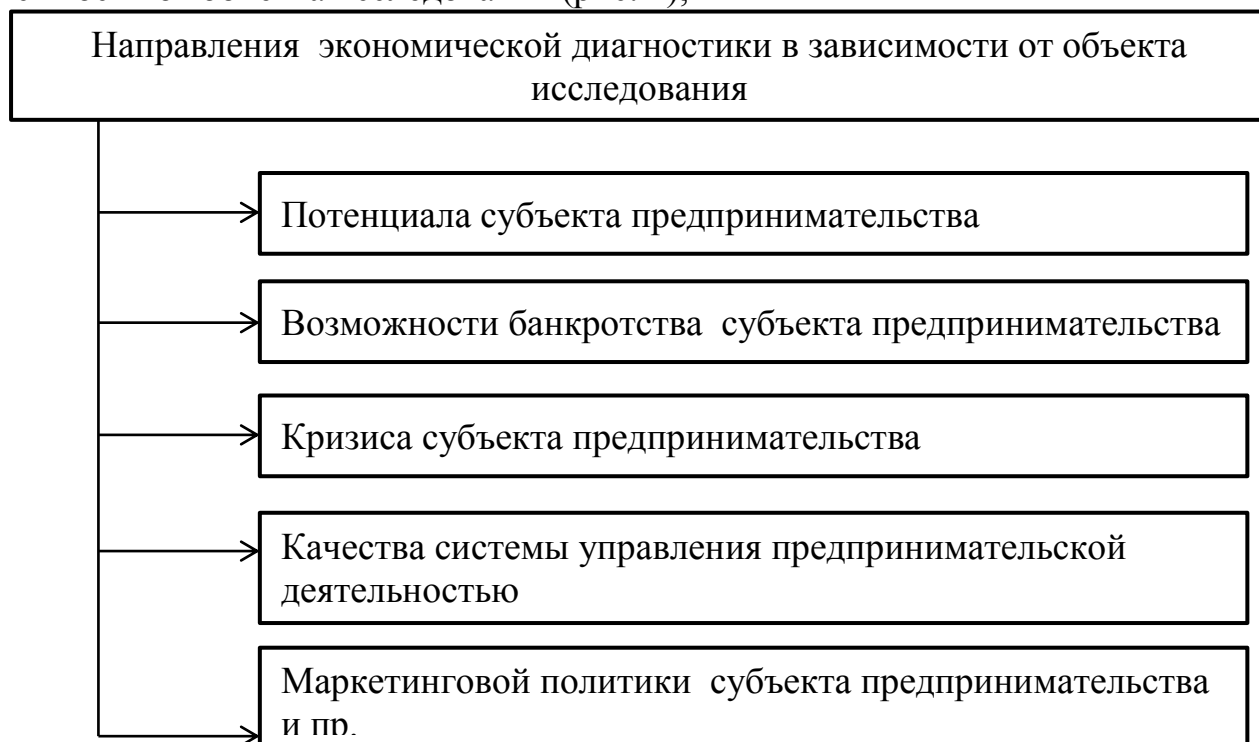 Направления экономической диагностики в зависимости от объекта
исследования
Потенциала субъекта предпринимательства
Возможности банкротства субъекта предпринимательства
Кризиса субъекта предпринимательства
Качества системы управления предпринимательской
деятельностью
Маркетинговой политики субъекта предпринимательства
и пр.